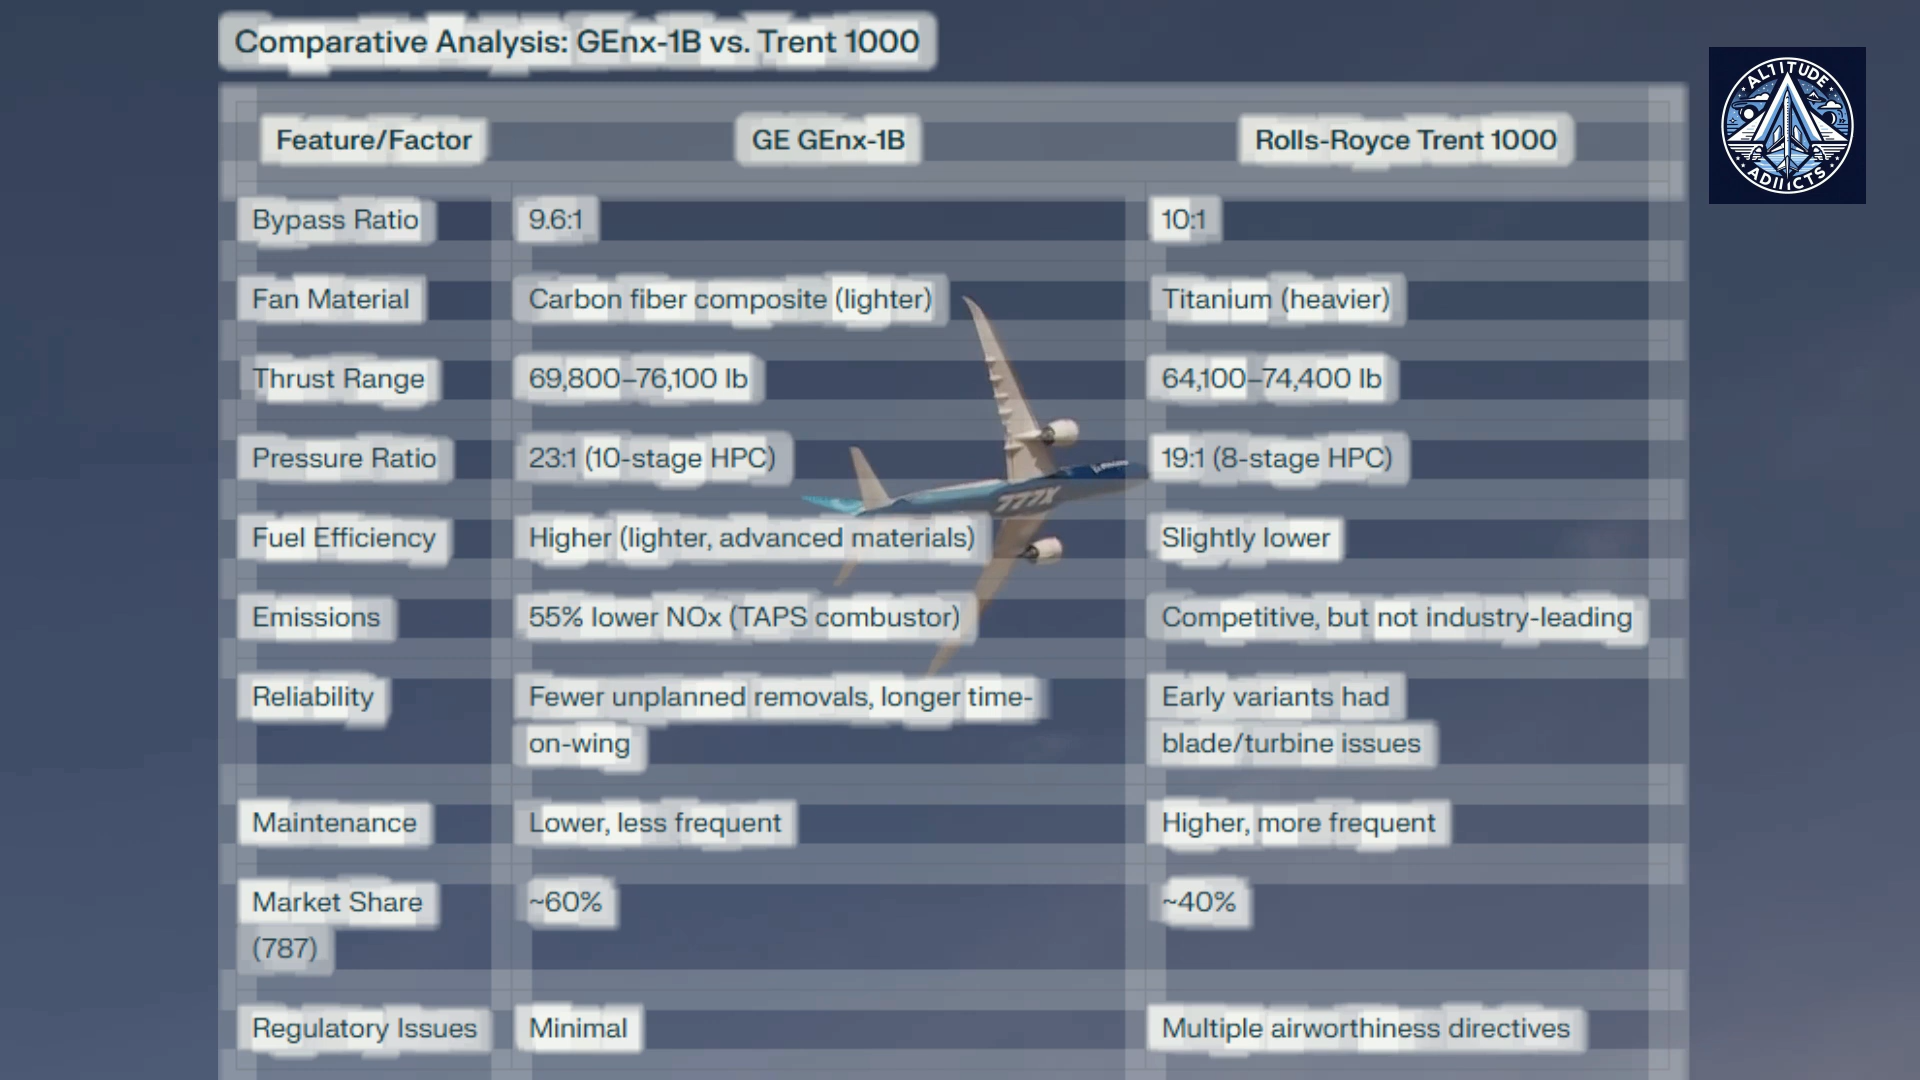 Comparative Analysis: GEnx-1B vs. Trent 1000
ALTITUDE
ADIICTS
Feature/Factor GE GEnx-1B Rolls-Royce Trent 1000
Bypass Ratio 9.6:1 10:1
Fan Material Carbon fiber composite (lighter) Titanium (heavier)
Thrust Range 69,800–76,100 lb 64,100–74,400 lb
Pressure Ratio 23:1 (10-stage HPC) 19:1 (8-stage HPC)
777X
Fuel Efficiency Higher (lighter, advanced materials) Slightly lower
Emissions 55% lower NOx (TAPS combustor) Competitive, but not industry-leading
Reliability Fewer unplanned removals, longer time- Early variants had
on-wing blade/turbine issues
Maintenance Lower, less frequent Higher, more frequent
Market Share ~60% ~40%
(787)
Regulatory Issues Minimal Multiple airworthiness directives